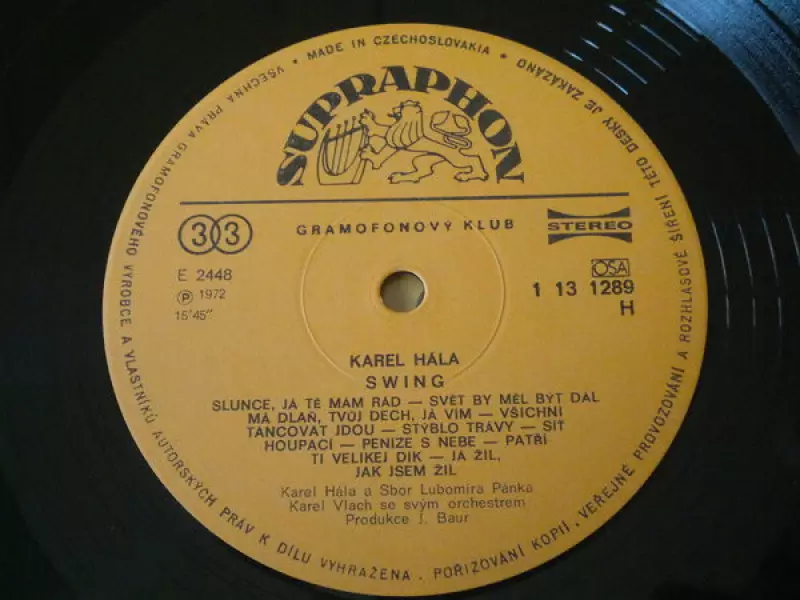 MADE IN CZECHOSLOVAKIA • VŠECHNA PRÁVA GRAMOFONOVÉHO VÝROBCE A VLASTNÍKŮ AUTORSKÝCH PRÁV K DÍLU VYHRAŽENA. POŘIZOVÁNÍ KOPIÍ, VEŘEJNÉ PROVOZOVÁNÍ A ROZHLASOVÉ ŠÍŘENÍ TÉTO DESKY JE ZAKÁZÁNO •
SUPRAPHON
33
GRAMOFONOVÝ KLUB
STEREO
E 2448
OSA
℗ 1972
1 13 1289
15'45"
H
KAREL HÁLA
SWING
SLUNCE, JÁ TĚ MÁM RÁD — SVĚT BY MĚL BÝT DÁL
MÁ DLAŇ, TVŮJ DECH, JÁ VÍM — VŠICHNI
TANCOVAT JDOU — STÉBLO TRÁVY — SÍŤ
HOUPACÍ — PENÍZE S NEBE — PATŘÍ
TI VELIKEJ DÍK — JÁ ŽIL,
JAK JSEM ŽIL
Karel Hála a Sbor Lubomíra Pánka
Karel Vlach se svým orchestrem
Produkce J. Baur